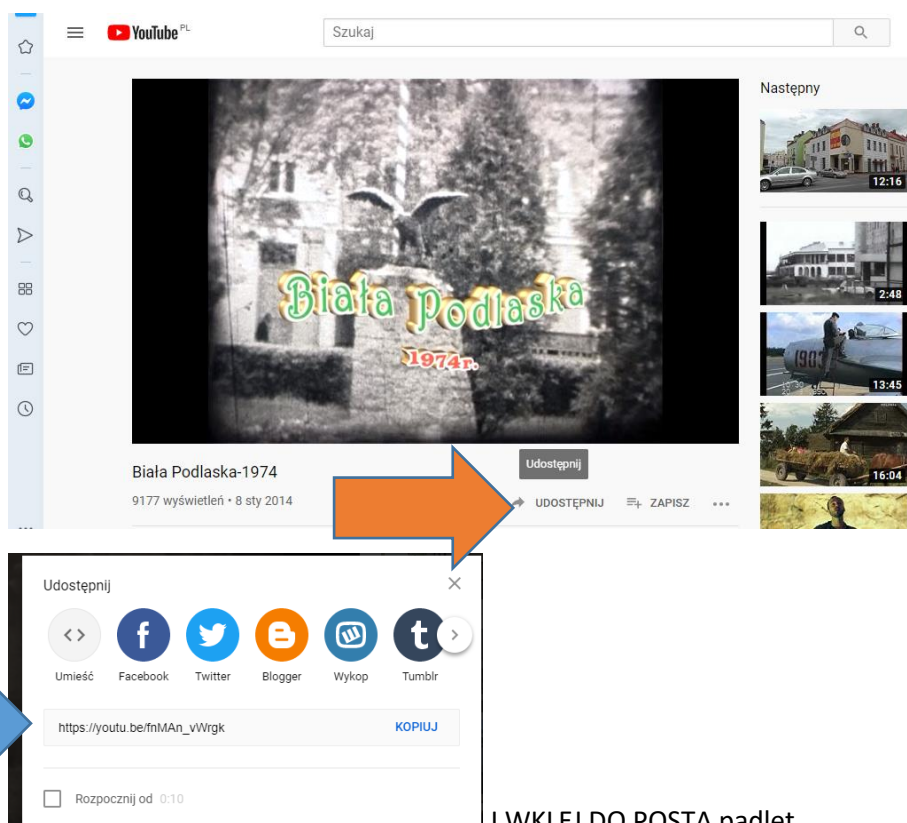 YouTube PL
Szukaj
Następny
12:16
2:48
Biała Podlaska
1974r.
1903
13:45
16:04
Udostępnij
Biała Podlaska-1974
9177 wyświetleń • 8 sty 2014
UDOSTĘPNIJ
ZAPISZ
Udostępnij
Umieść
Facebook
Twitter
Blogger
Wykop
Tumblr
https://youtu.be/fnMAn_vWrgk
KOPIUJ
Rozpocznij od 0:10
I WKLEJ DO POSTA padlet